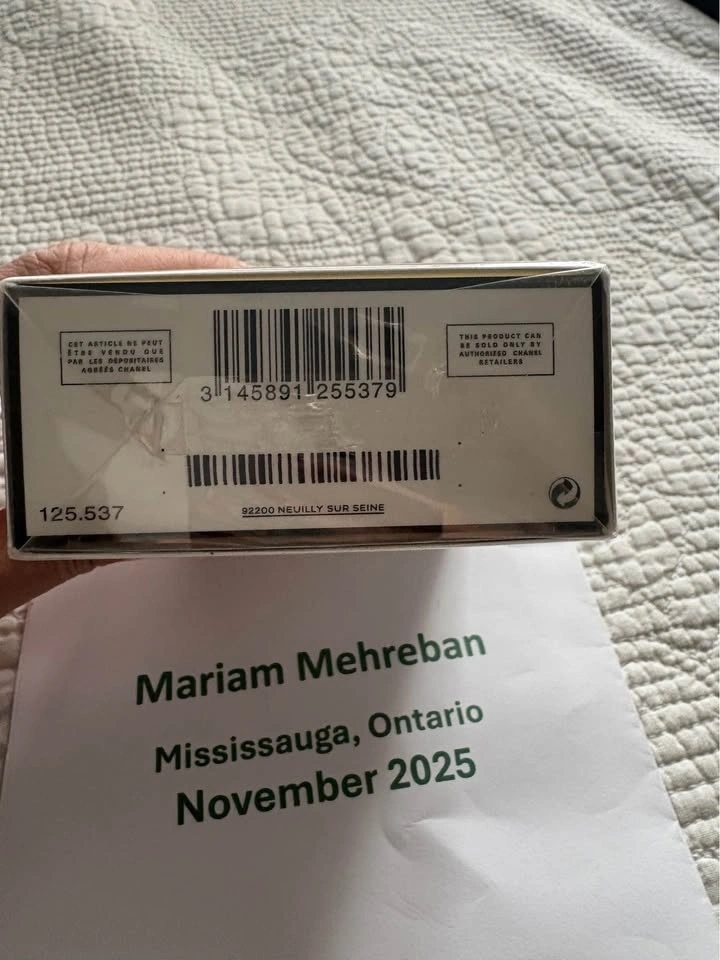 CET ARTICLE NE PEUT
ÊTRE VENDU QUE
PAR LES DÉPOSITAIRES
AGRÉÉS CHANEL
THIS PRODUCT CAN
BE SOLD ONLY BY
AUTHORIZED CHANEL
RETAILERS
3 145891 255379
125.537
92200 NEUILLY SUR SEINE
Mariam Mehreban
Mississauga, Ontario
November 2025